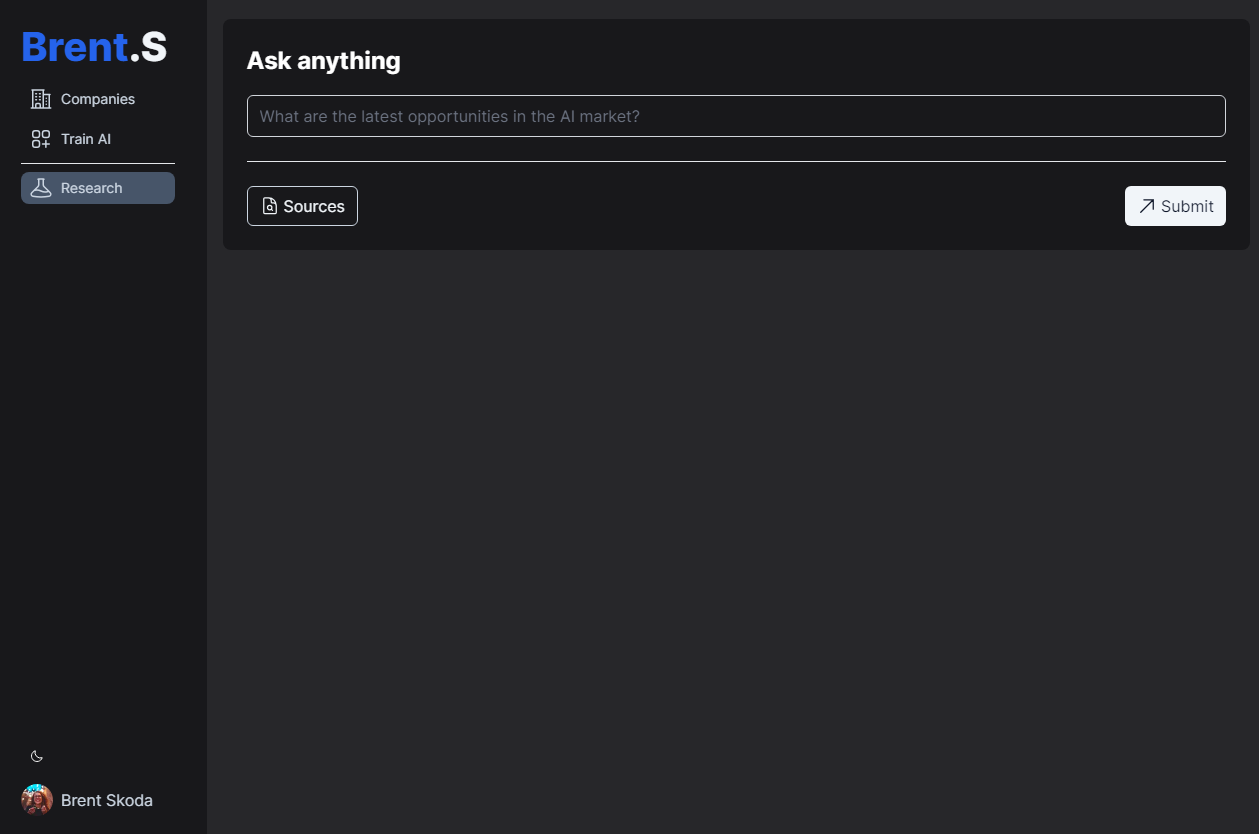 Brent.S
Companies
Train AI
Research
Ask anything
What are the latest opportunities in the AI market?
Sources
Submit
Brent Skoda